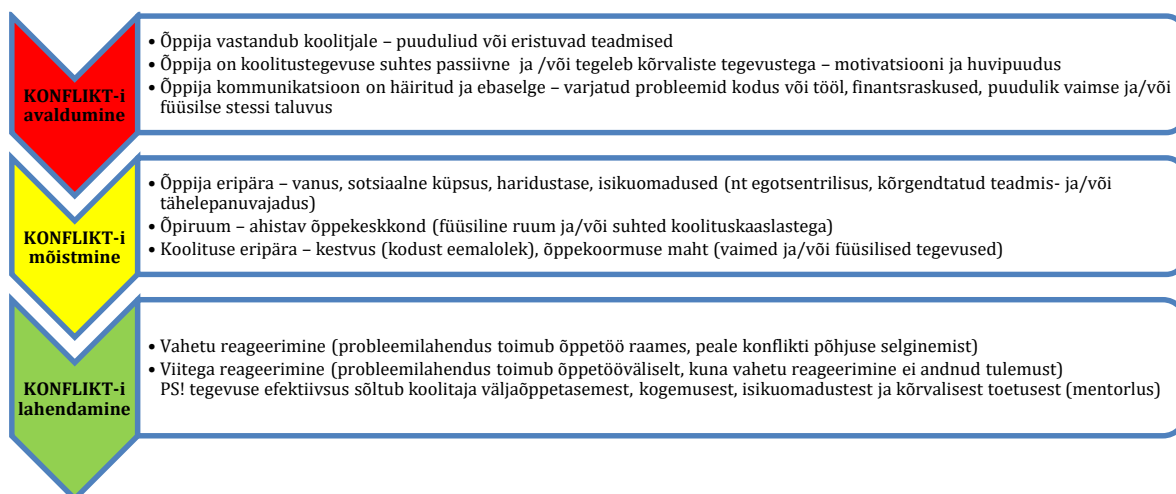 KONFLIKT-i
avaldumine
• Õppija vastandub koolitjale – puuduliud või eristuvad teadmised
• Õppija on koolitustegevuse suhtes passiivne ja /või tegeleb kõrvaliste tegevustega – motivatsiooni ja huvipuudus
• Õppija kommunikatsioon on häiritud ja ebaselge – varjatud probleemid kodus või tööl, finantsraskused, puudulik vaimse ja/või
füüsilse stessi taluvus
KONFLIKT-i
mõistmine
• Õppija eripära – vanus, sotsiaalne küpsus, haridustase, isikuomadused (nt egotsentrilisus, kõrgendtatud teadmis- ja/või
tähelepanuvajadus)
• Õpiruum – ahistav õppekeskkond (füüsiline ruum ja/või suhted koolituskaaslastega)
• Koolituse eripära – kestvus (kodust eemalolek), õppekoormuse maht (vaimed ja/või füüsilised tegevused)
KONFLIKT-i
lahendamine
• Vahetu reageerimine (probleemilahendus toimub õppetöö raames, peale konflikti põhjuse selginemist)
• Viitega reageerimine (probleemilahendus toimub õppetööväliselt, kuna vahetu reageerimine ei andnud tulemust)
PS! tegevuse efektiivsus sõltub koolitaja väljaõppetasemest, kogemusest, isikuomadustest ja kõrvalisest toetusest (mentorlus)